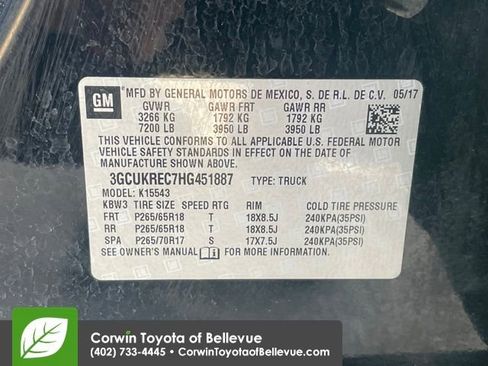 GM
MFD BY GENERAL MOTORS DE MEXICO, S. DE R.L. DE C.V. 05/17
GVWR GAWR FRT GAWR RR
3266 KG 1792 KG 1792 KG
7200 LB 3950 LB 3950 LB
THIS VEHICLE CONFORMS TO ALL APPLICABLE U.S. FEDERAL MOTOR
VEHICLE SAFETY STANDARDS IN EFFECT ON THE DATE OF
MANUFACTURE SHOWN ABOVE.
3GCUKREC7HG451887 TYPE: TRUCK
MODEL: K15543
KBW3 TIRE SIZE SPEED RTG RIM COLD TIRE PRESSURE
FRT P265/65R18 T 18X8.5J 240KPA(35PSI)
RR P265/65R18 T 18X8.5J 240KPA(35PSI)
SPA P265/70R17 S 17X7.5J 240KPA(35PSI)
SEE OWNER'S MANUAL FOR MORE INFORMATION
Corwin Toyota of Bellevue
(402) 733-4445 • CorwinToyotaofBellevue.com